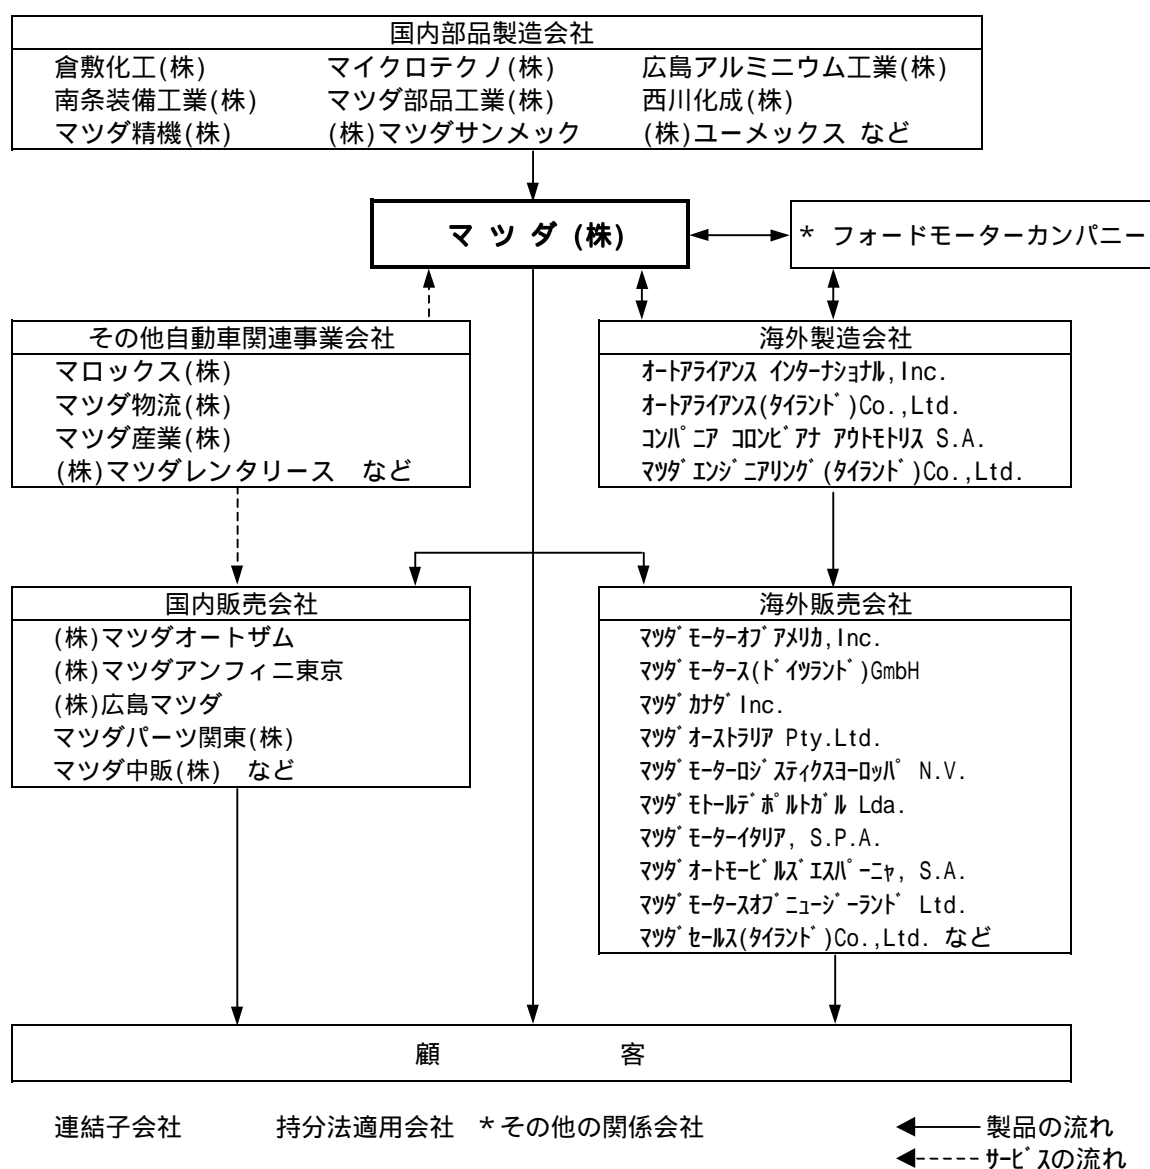 国内部品製造会社
倉敷化工(株) マイクロテクノ(株) 広島アルミニウム工業(株)
南条装備工業(株) マツダ部品工業(株) 西川化成(株)
マツダ精機(株) (株)マツダサンメック (株)ユーメックス など
マ ツ ダ (株)
* フォードモーターカンパニー
その他自動車関連事業会社
マロックス(株)
マツダ物流(株)
マツダ産業(株)
(株)マツダレンタリース など
海外製造会社
オートアライアンス インターナショナル,Inc.
オートアライアンス(タイランド)Co.,Ltd.
コンパニア コロンビアナ アウトモトリス S.A.
マツダエンジニアリング(タイランド)Co.,Ltd.
国内販売会社
(株)マツダオートザム
(株)マツダアンフィニ東京
(株)広島マツダ
マツダパーツ関東(株)
マツダ中販(株) など
海外販売会社
マツダモーターオブアメリカ,Inc.
マツダモータース(ドイツランド)GmbH
マツダカナダInc.
マツダオーストラリア Pty.Ltd.
マツダモーターロジスティクスヨーロッパ N.V.
マツダモトールデポルトガル Lda.
マツダモーターイタリア, S.P.A.
マツダオートモービルズエスパーニャ, S.A.
マツダモータースオブニュージーランド Ltd.
マツダセールス(タイランド)Co.,Ltd. など
顧 客
連結子会社 持分法適用会社 *その他の関係会社
製品の流れ
サービスの流れ